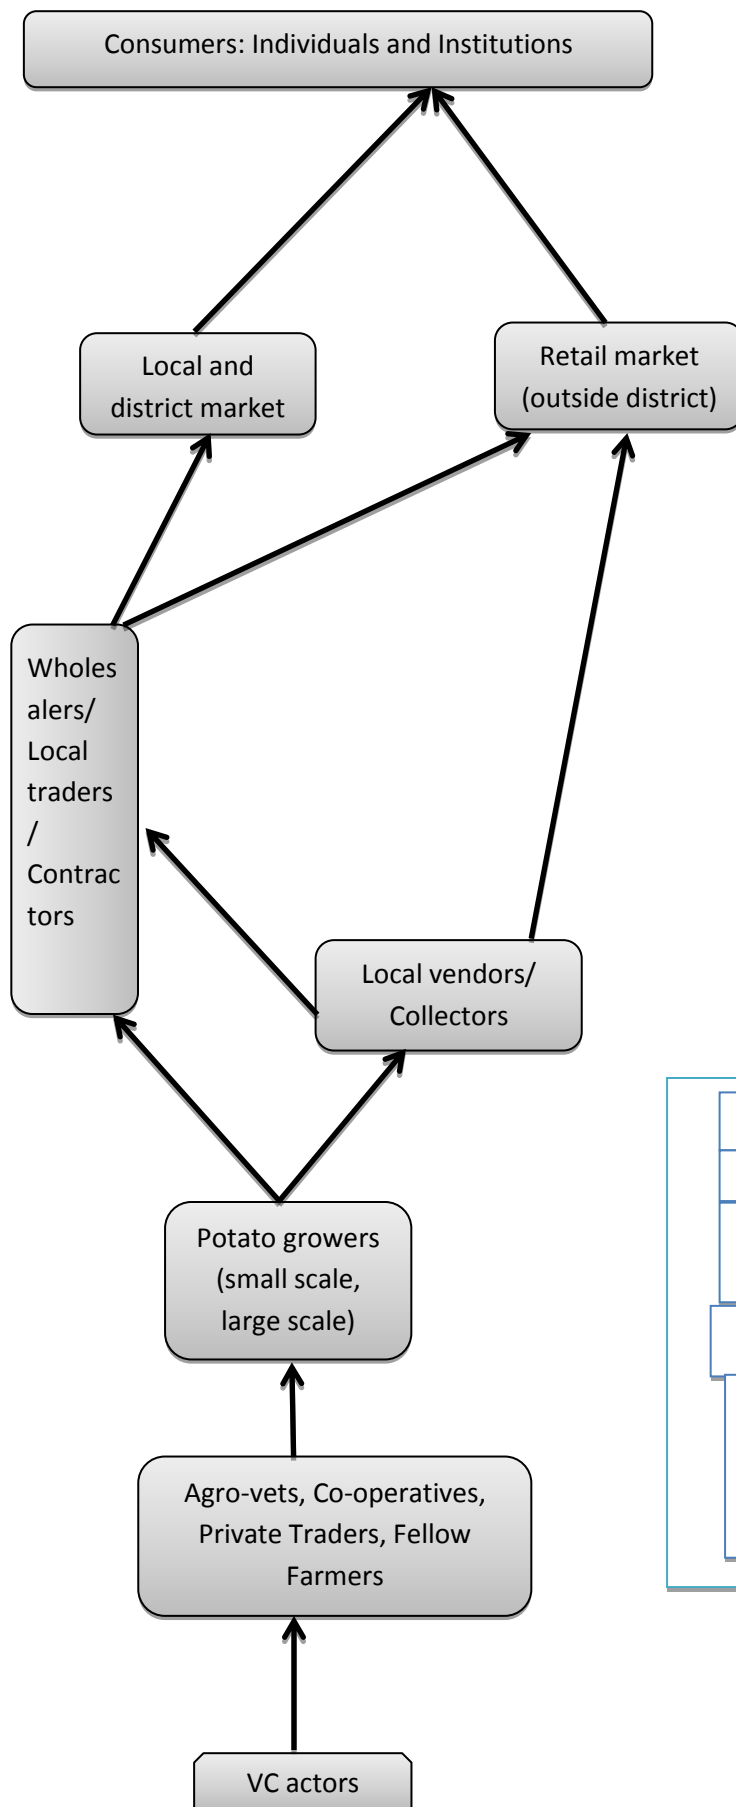 Consumers: Individuals and Institutions
Local and
district market
Retail market
(outside district)
Wholes
alers/
Local
traders
/
Contrac
tors
Local vendors/
Collectors
Potato growers
(small scale,
large scale)
Agro-vets, Co-operatives,
Private Traders, Fellow
Farmers
VC actors